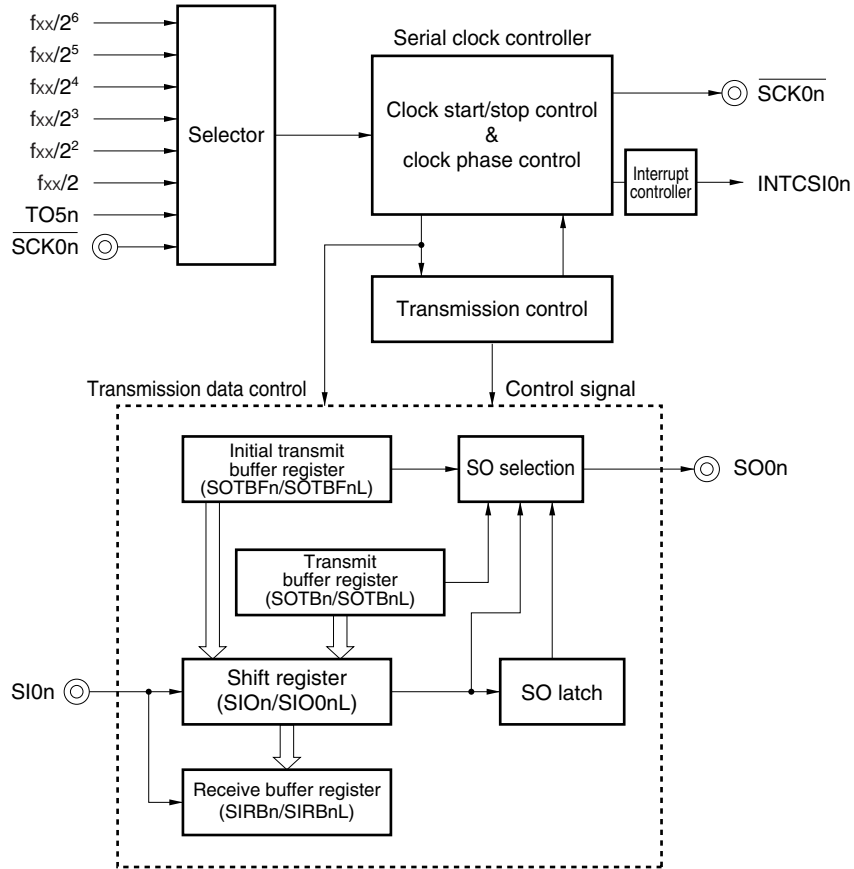 fxx/2⁶
fxx/2⁵
fxx/2⁴
fxx/2³
fxx/2²
fxx/2
TO5n
SCK0n
Selector
Serial clock controller
Clock start/stop control
&
clock phase control
SCK0n
Interrupt
controller
INTCSI0n
Transmission control
Transmission data control
Control signal
Initial transmit
buffer register
(SOTBFn/SOTBFnL)
SO selection
SO0n
Transmit
buffer register
(SOTBn/SOTBnL)
SI0n
Shift register
(SIOn/SIO0nL)
SO latch
Receive buffer register
(SIRBn/SIRBnL)